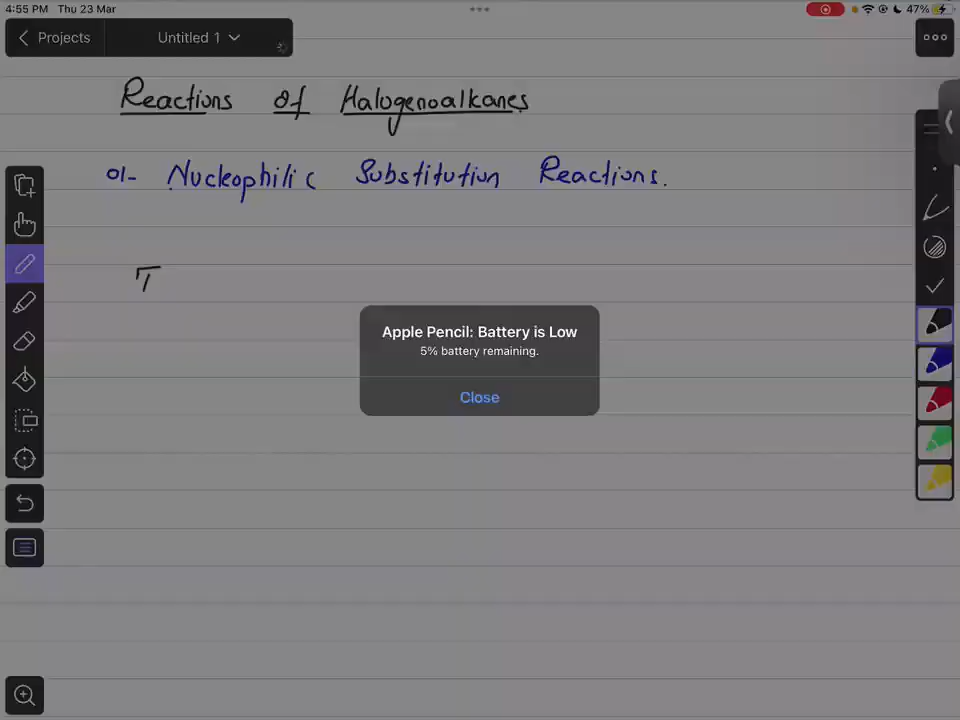 4:55 PM Thu 23 Mar
47%
Projects
Untitled 1
Reactions of Halogenoalkanes
01- Nucleophilic Substitution Reactions.
T
Apple Pencil: Battery is Low
5% battery remaining.
Close